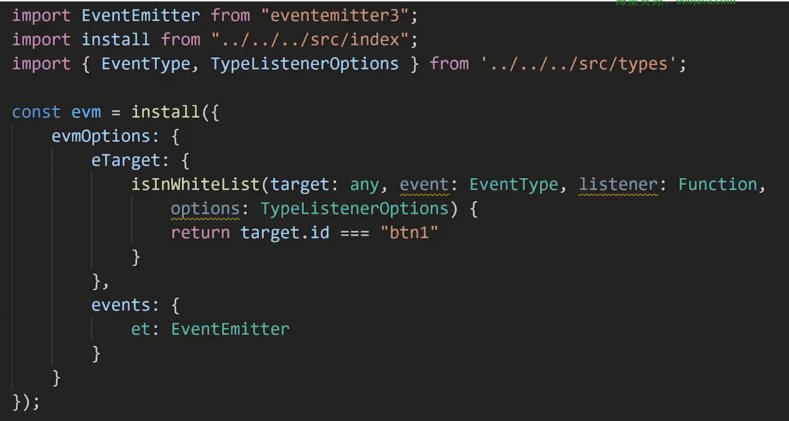 import EventEmitter from "eventemitter3";
import install from "../../../src/index";
import { EventType, TypeListenerOptions } from '../../../src/types';
const evm = install({
evmOptions: {
eTarget: {
isInWhiteList(target: any, event: EventType, listener: Function,
options: TypeListenerOptions) {
return target.id === "btn1"
}
},
events: {
et: EventEmitter
}
}
});